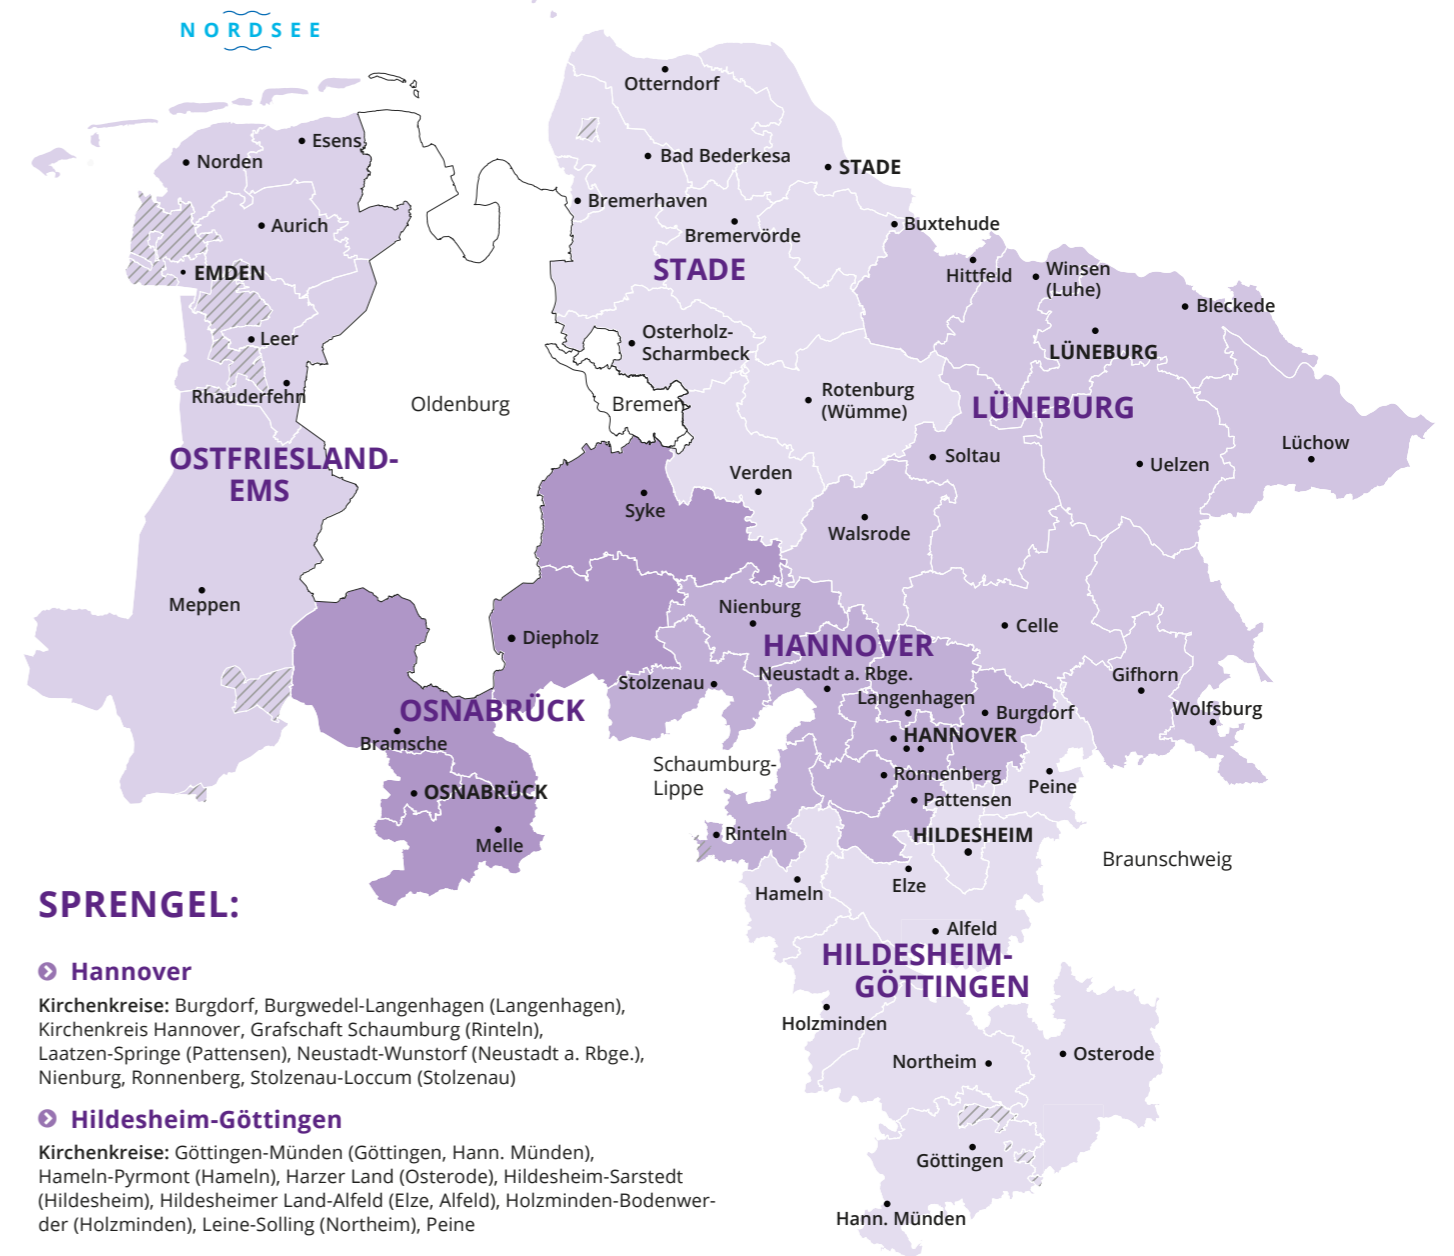 NORDSEE
Otterndorf
Esens
Norden
Bad Bederkesa
STADE
Bremerhaven
Aurich
Bremervörde
Buxtehude
EMDEN
STADE
Hittfeld
Winsen
(Luhe)
Bleckede
Leer
Osterholz-
Scharmbeck
LÜNEBURG
Rhauderfehn
Oldenburg
Bremen
Rotenburg
(Wümme)
LÜNEBURG
OSTFRIESLAND-
EMS
Verden
Soltau
Uelzen
Lüchow
Syke
Walsrode
Meppen
Nienburg
Diepholz
HANNOVER
Celle
Stolzenau
Neustadt a. Rbge.
Gifhorn
Langenhagen
OSNABRÜCK
Burgdorf
Wolfsburg
Bramsche
HANNOVER
Schaumburg-
Lippe
Ronnenberg
Peine
OSNABRÜCK
Pattensen
Melle
Rinteln
HILDESHEIM
Braunschweig
Hameln
Elze
Alfeld
HILDESHEIM-
GÖTTINGEN
Holzminden
Northeim
Osterode
Göttingen
Hann. Münden
SPRENGEL:
Hannover
Kirchenkreise: Burgdorf, Burgwedel-Langenhagen (Langenhagen),
Kirchenkreis Hannover, Grafschaft Schaumburg (Rinteln),
Laatzen-Springe (Pattensen), Neustadt-Wunstorf (Neustadt a. Rbge.),
Nienburg, Ronnenberg, Stolzenau-Loccum (Stolzenau)
Hildesheim-Göttingen
Kirchenkreise: Göttingen-Münden (Göttingen, Hann. Münden),
Hameln-Pyrmont (Hameln), Harzer Land (Osterode), Hildesheim-Sarstedt
(Hildesheim), Hildesheimer Land-Alfeld (Elze, Alfeld), Holzminden-Bodenwer-
der (Holzminden), Leine-Solling (Northeim), Peine